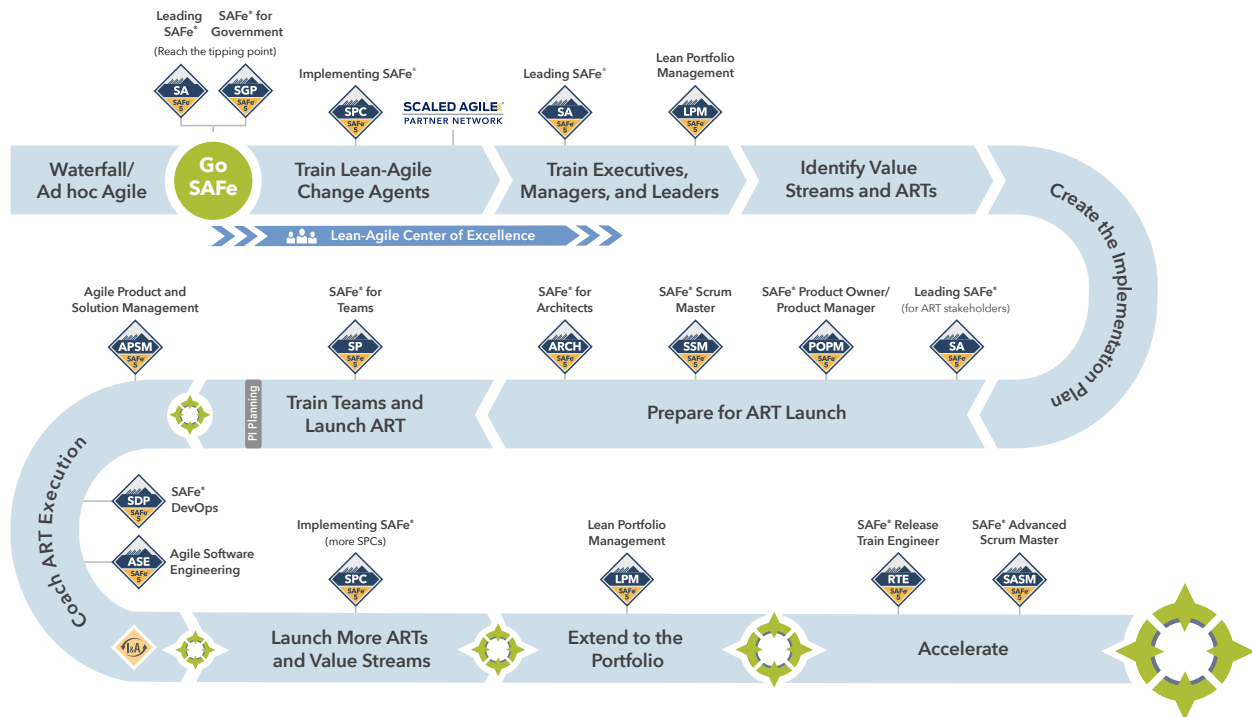 Leading
SAFe®
SAFe® for
Government
(Reach the tipping point)
SA
SAFe®
5
SGP
SAFe®
5
Implementing SAFe®
SPC
SAFe®
5
SCALED AGILE
PARTNER NETWORK
Leading SAFe®
SA
SAFe®
5
Lean Portfolio
Management
LPM
SAFe®
5
Waterfall/
Ad hoc Agile
Go
SAFe
Train Lean-Agile
Change Agents
Train Executives,
Managers, and Leaders
Identify Value
Streams and ARTs
Create the Implementation Plan
Lean-Agile Center of Excellence
Agile Product and
Solution Management
APSM
SAFe®
5
SAFe® for
Teams
SP
SAFe®
5
SAFe® for
Architects
ARCH
SAFe®
5
SAFe® Scrum
Master
SSM
SAFe®
5
SAFe® Product Owner/
Product Manager
POPM
SAFe®
5
Leading SAFe®
(for ART stakeholders)
SA
SAFe®
5
PI Planning
Train Teams and
Launch ART
Prepare for ART Launch
Coach ART Execution
SDP
SAFe®
5
SAFe®
DevOps
ASE
SAFe®
5
Agile Software
Engineering
Implementing SAFe®
(more SPCs)
SPC
SAFe®
5
Lean Portfolio
Management
LPM
SAFe®
5
SAFe® Release
Train Engineer
RTE
SAFe®
5
SAFe® Advanced
Scrum Master
SASM
SAFe®
5
I&A
Launch More ARTs
and Value Streams
Extend to the
Portfolio
Accelerate